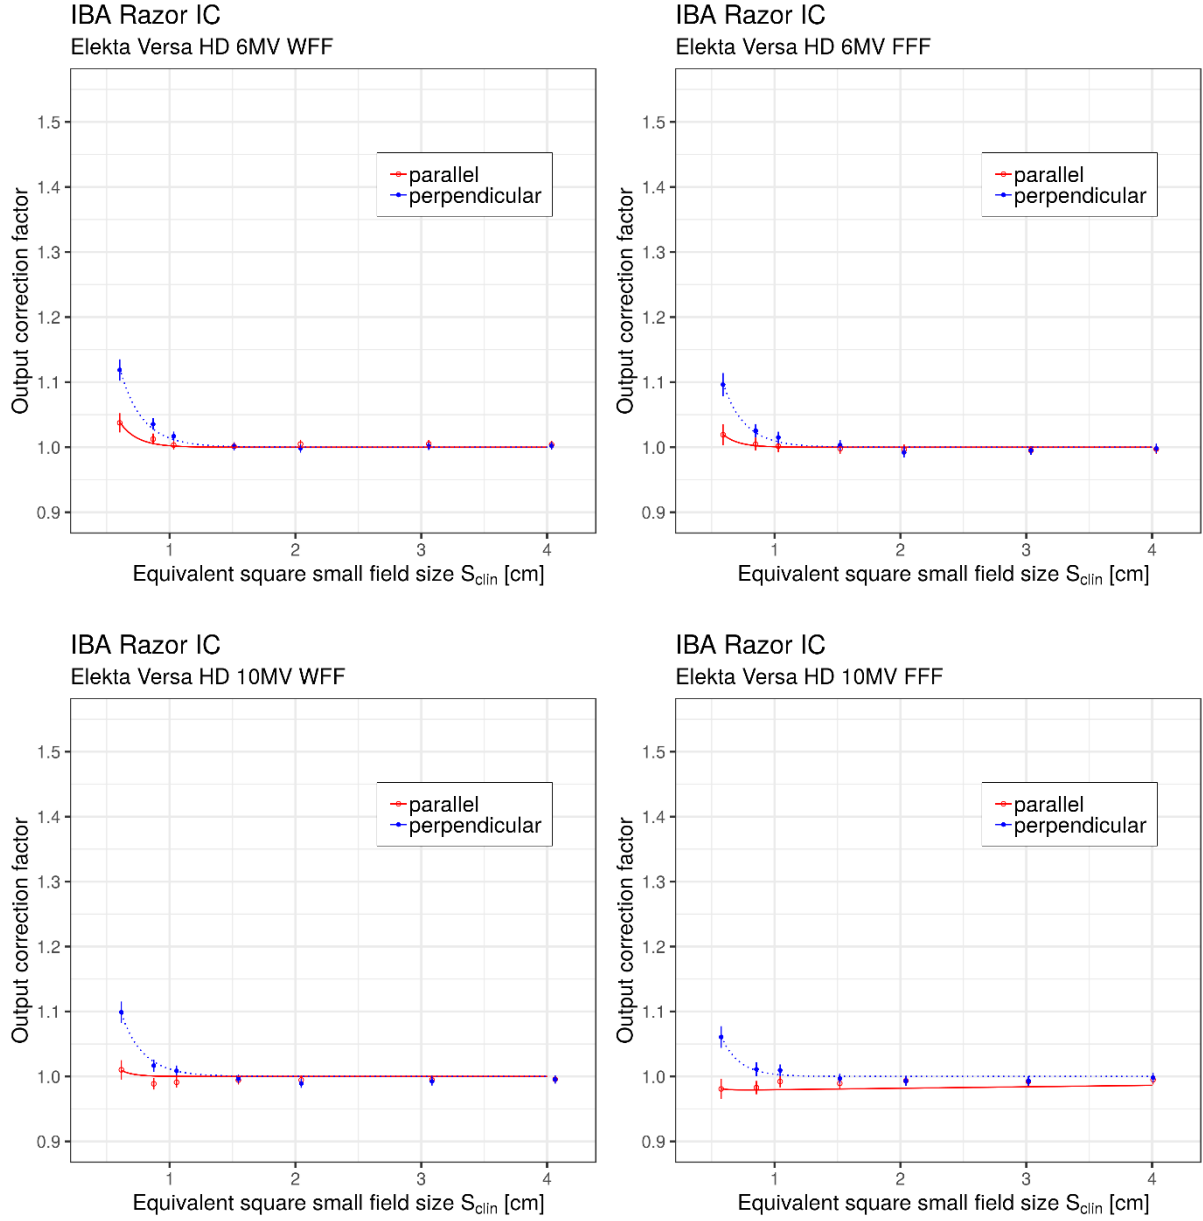 IBA Razor IC
Elekta Versa HD 6MV WFF
1.5
1.4
1.3
1.2
1.1
1.0
0.9
Output correction factor
parallel
perpendicular
1 2 3 4
Equivalent square small field size Sclin [cm]
IBA Razor IC
Elekta Versa HD 6MV FFF
1.5
1.4
1.3
1.2
1.1
1.0
0.9
Output correction factor
parallel
perpendicular
1 2 3 4
Equivalent square small field size Sclin [cm]
IBA Razor IC
Elekta Versa HD 10MV WFF
1.5
1.4
1.3
1.2
1.1
1.0
0.9
Output correction factor
parallel
perpendicular
1 2 3 4
Equivalent square small field size Sclin [cm]
IBA Razor IC
Elekta Versa HD 10MV FFF
1.5
1.4
1.3
1.2
1.1
1.0
0.9
Output correction factor
parallel
perpendicular
1 2 3 4
Equivalent square small field size Sclin [cm]